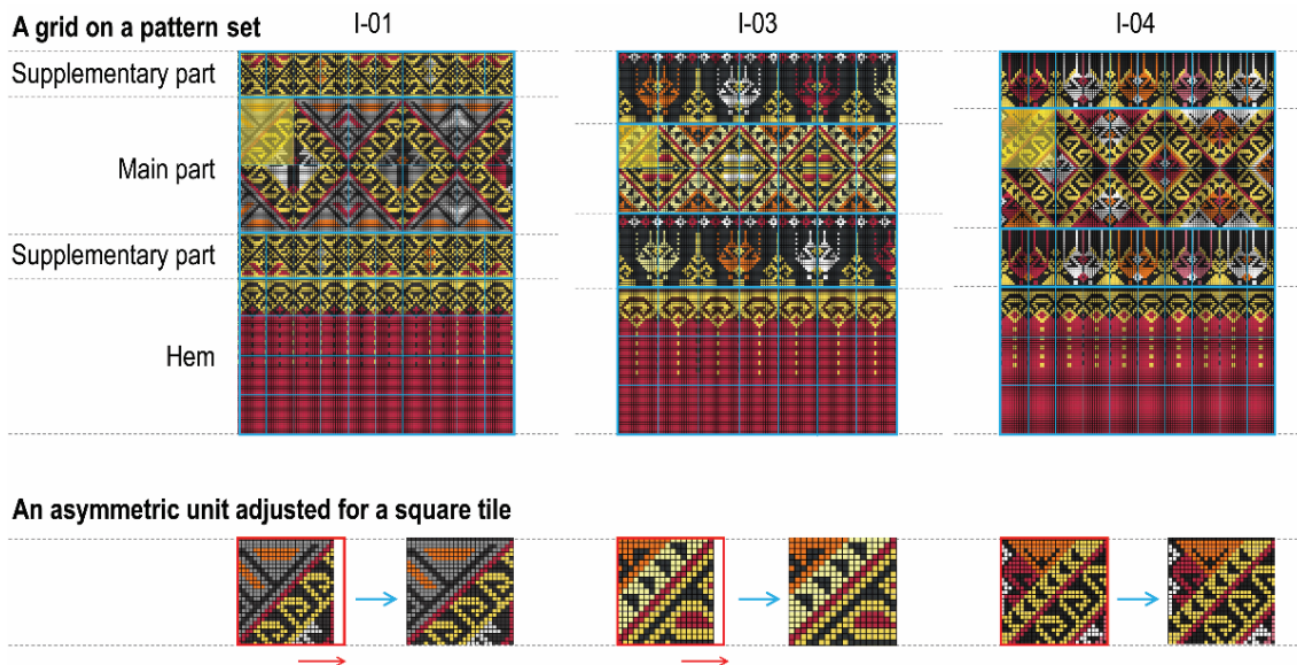 A grid on a pattern set
I-01
I-03
I-04
Supplementary part
Main part
Supplementary part
Hem
An asymmetric unit adjusted for a square tile